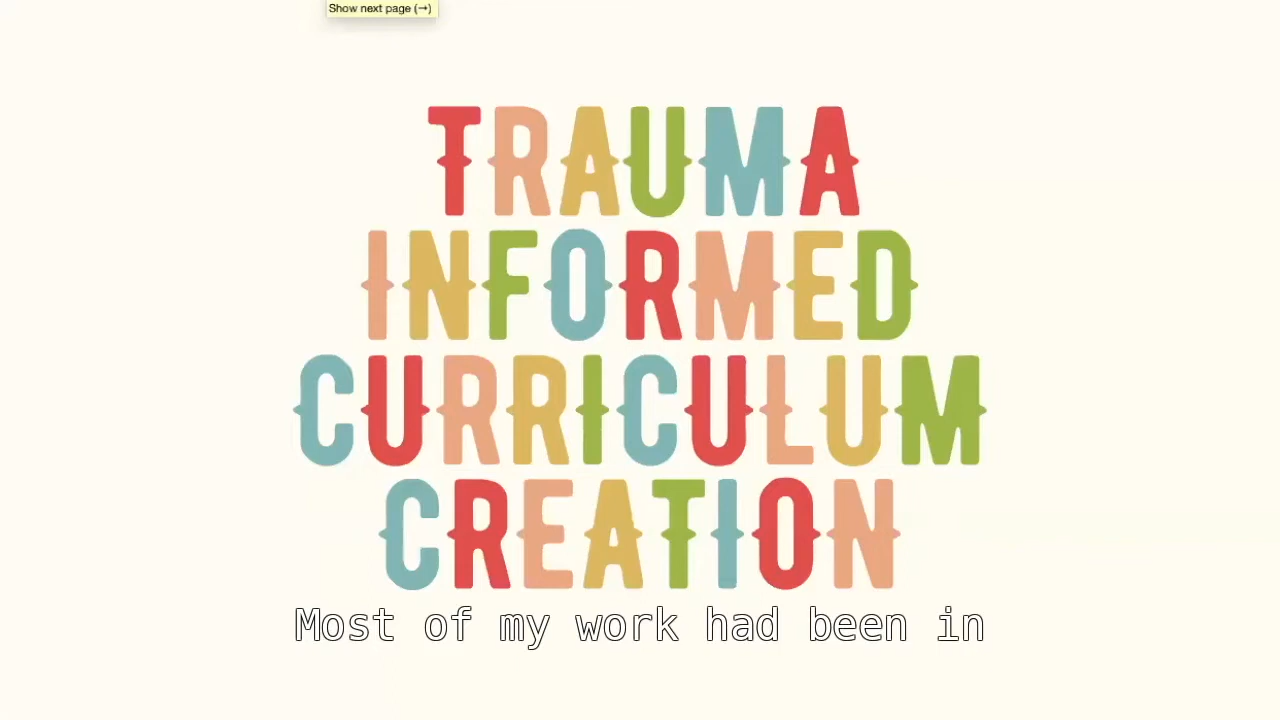 Show next page (→)
TRAUMA
INFORMED
CURRICULUM
CREATION
Most of my work had been in